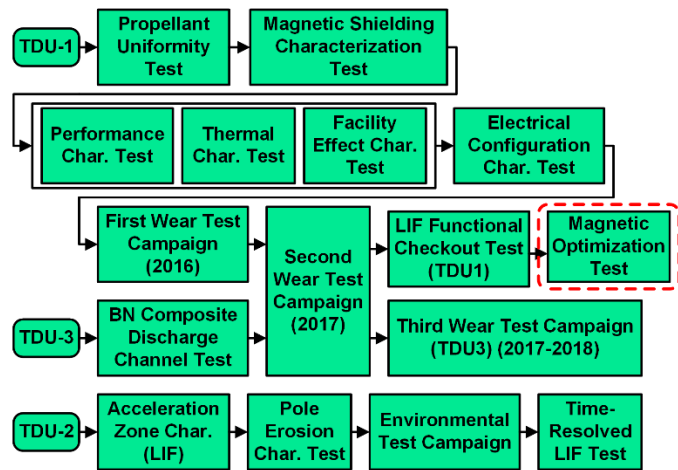 TDU-1
Propellant
Uniformity
Test
Magnetic Shielding
Characterization
Test
Performance
Char. Test
Thermal
Char. Test
Facility
Effect Char.
Test
Electrical
Configuration
Char. Test
First Wear Test
Campaign
(2016)
Second
Wear Test
Campaign
(2017)
LIF Functional
Checkout Test
(TDU1)
Magnetic
Optimization
Test
TDU-3
BN Composite
Discharge
Channel Test
Third Wear Test Campaign
(TDU3) (2017-2018)
TDU-2
Acceleration
Zone Char.
(LIF)
Pole
Erosion
Char. Test
Environmental
Test Campaign
Time-
Resolved
LIF Test